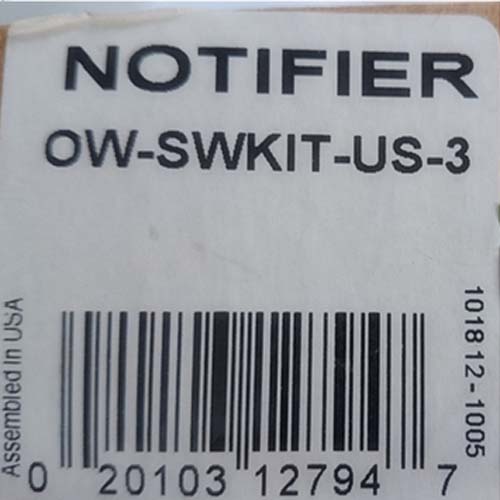 NOTIFIER
OW-SWKIT-US-3
Assembled In USA
101812-1005
0 20103 12794 7